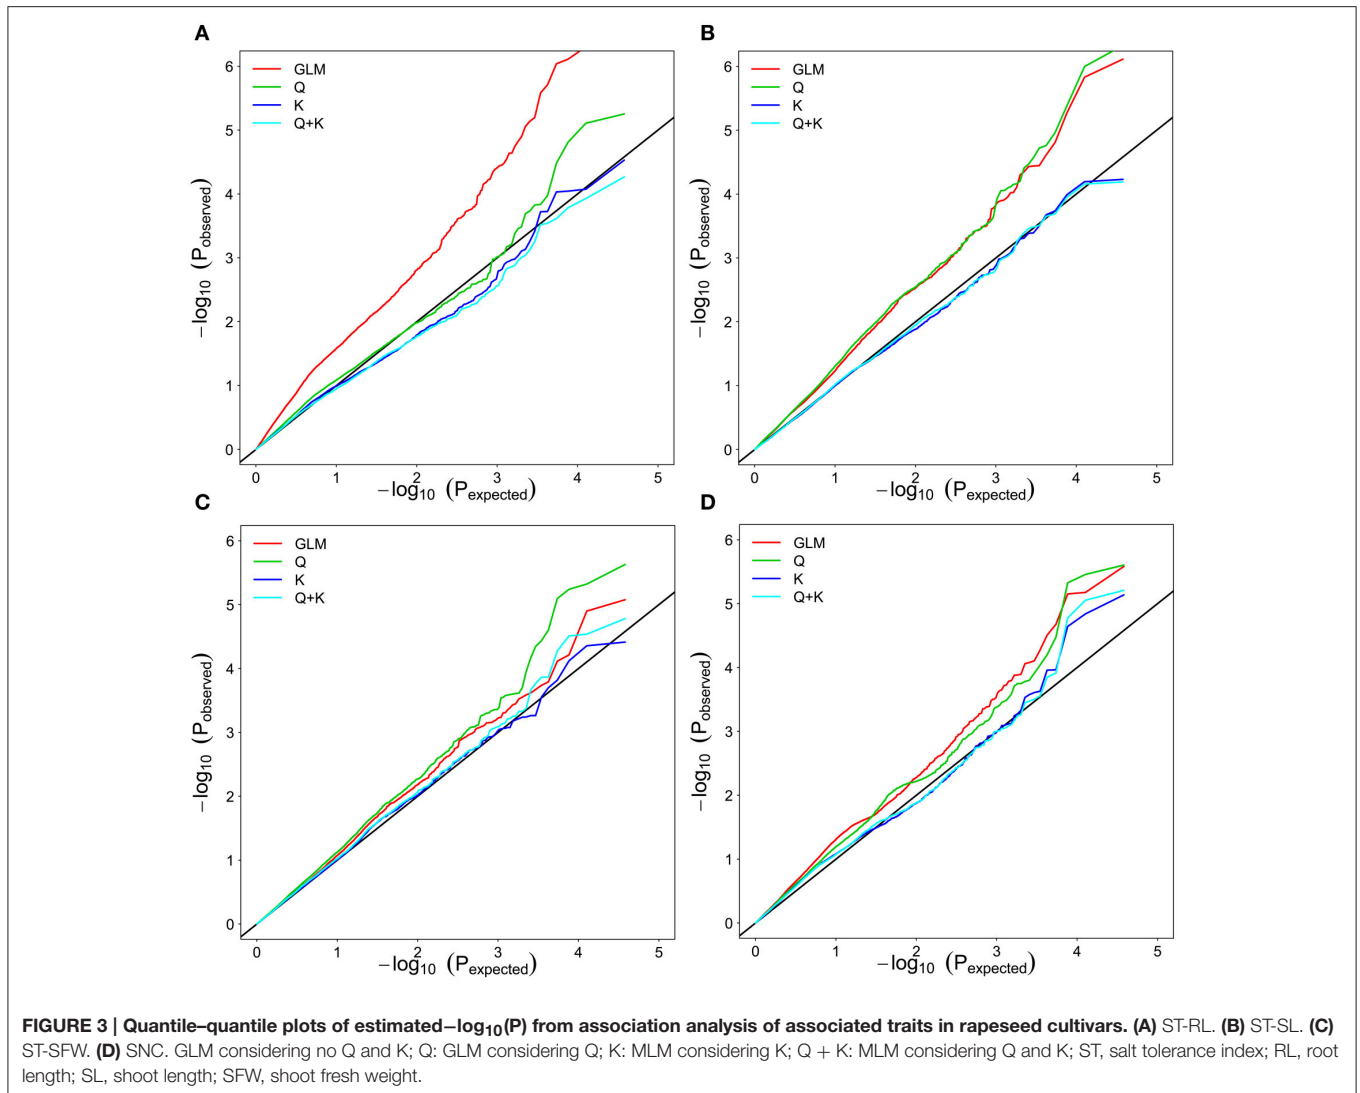 A
6
5
4
3
2
1
0
GLM
Q
K
Q+K
−log10 (Pobserved)
0 1 2 3 4 5
−log10 (Pexpected)
B
6
5
4
3
2
1
0
GLM
Q
K
Q+K
−log10 (Pobserved)
0 1 2 3 4 5
−log10 (Pexpected)
C
6
5
4
3
2
1
0
GLM
Q
K
Q+K
−log10 (Pobserved)
0 1 2 3 4 5
−log10 (Pexpected)
D
6
5
4
3
2
1
0
GLM
Q
K
Q+K
−log10 (Pobserved)
0 1 2 3 4 5
−log10 (Pexpected)
FIGURE 3 | Quantile–quantile plots of estimated−log10(P) from association analysis of associated traits in rapeseed cultivars. (A) ST-RL. (B) ST-SL. (C)
ST-SFW. (D) SNC. GLM considering no Q and K; Q: GLM considering Q; K: MLM considering K; Q + K: MLM considering Q and K; ST, salt tolerance index; RL, root
length; SL, shoot length; SFW, shoot fresh weight.